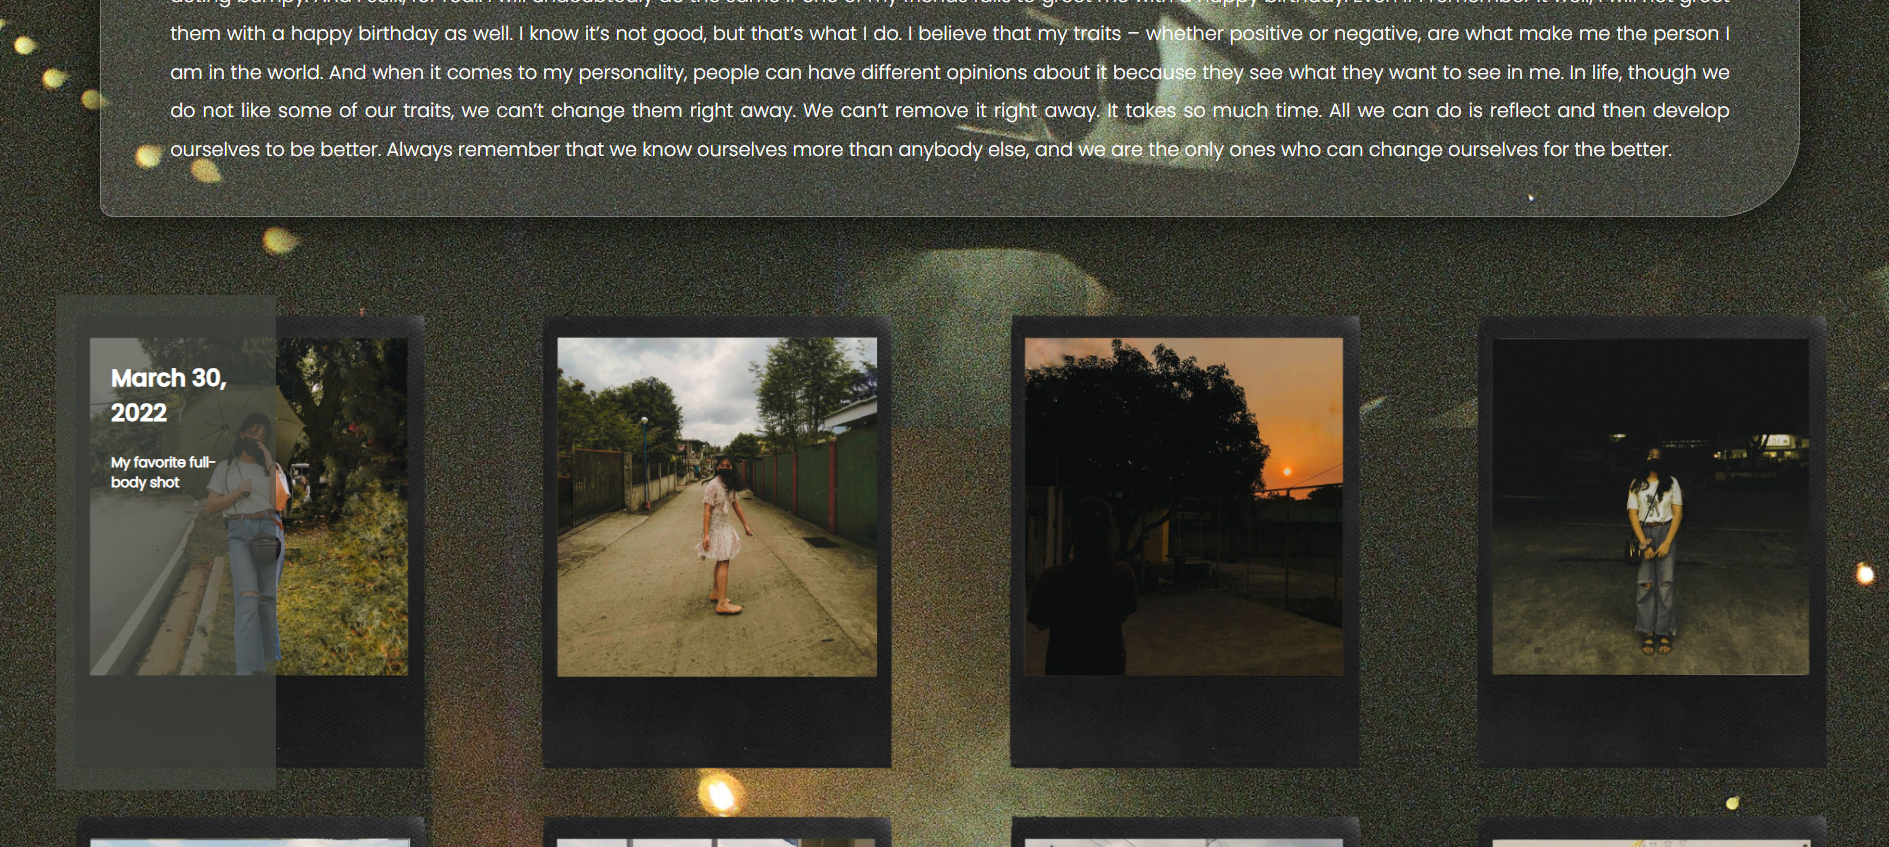 them with a happy birthday as well. I know it’s not good, but that’s what I do. I believe that my traits – whether positive or negative, are what make me the person I
am in the world. And when it comes to my personality, people can have different opinions about it because they see what they want to see in me. In life, though we
do not like some of our traits, we can’t change them right away. We can’t remove it right away. It takes so much time. All we can do is reflect and then develop
ourselves to be better. Always remember that we know ourselves more than anybody else, and we are the only ones who can change ourselves for the better.
March 30,
2022
My favorite full-
body shot